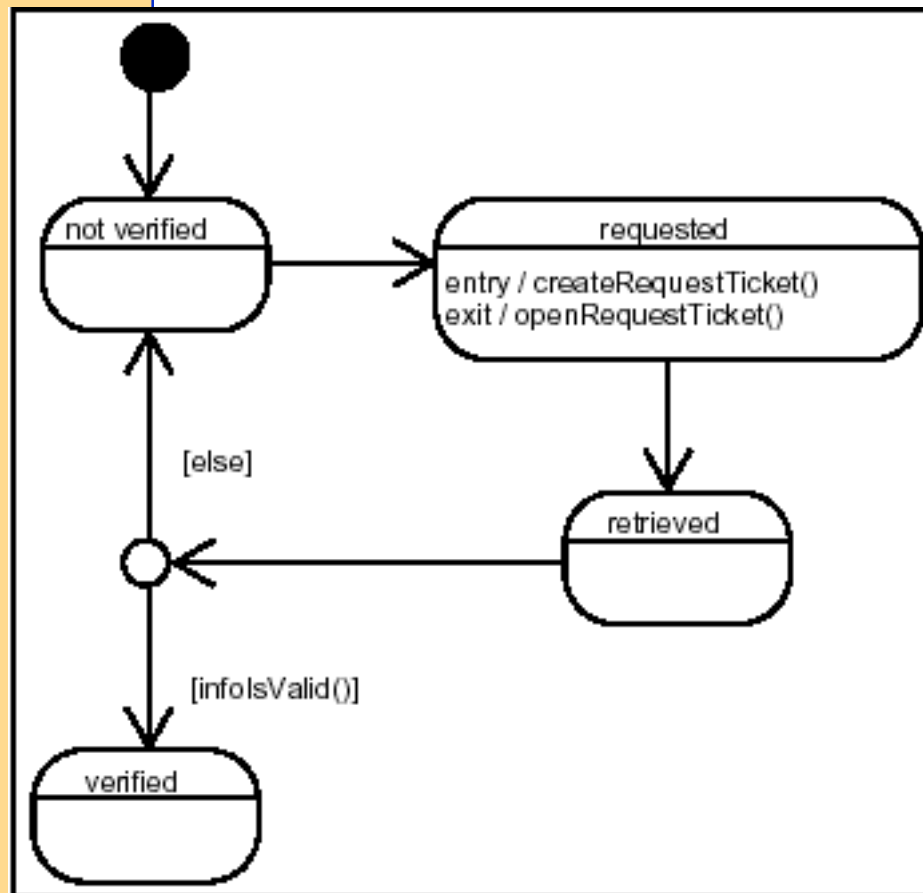 not verified
requested
entry / createRequestTicket()
exit / openRequestTicket()
[else]
retrieved
[infoIsValid()]
verified